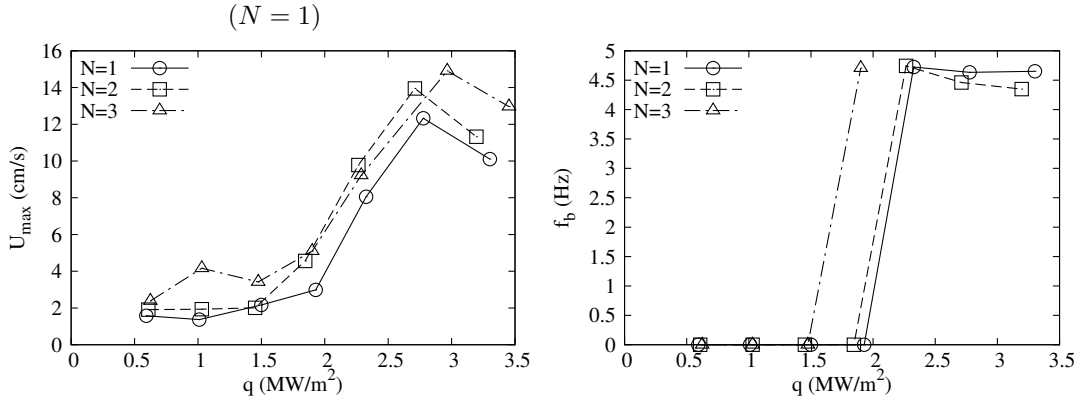 (N = 1)
16
14
12
10
8
6
4
2
0
U_max (cm/s)
N=1
N=2
N=3
0 0.5 1 1.5 2 2.5 3 3.5
q (MW/m²)
5
4.5
4
3.5
3
2.5
2
1.5
1
0.5
0
f_b (Hz)
N=1
N=2
N=3
0 0.5 1 1.5 2 2.5 3 3.5
q (MW/m²)